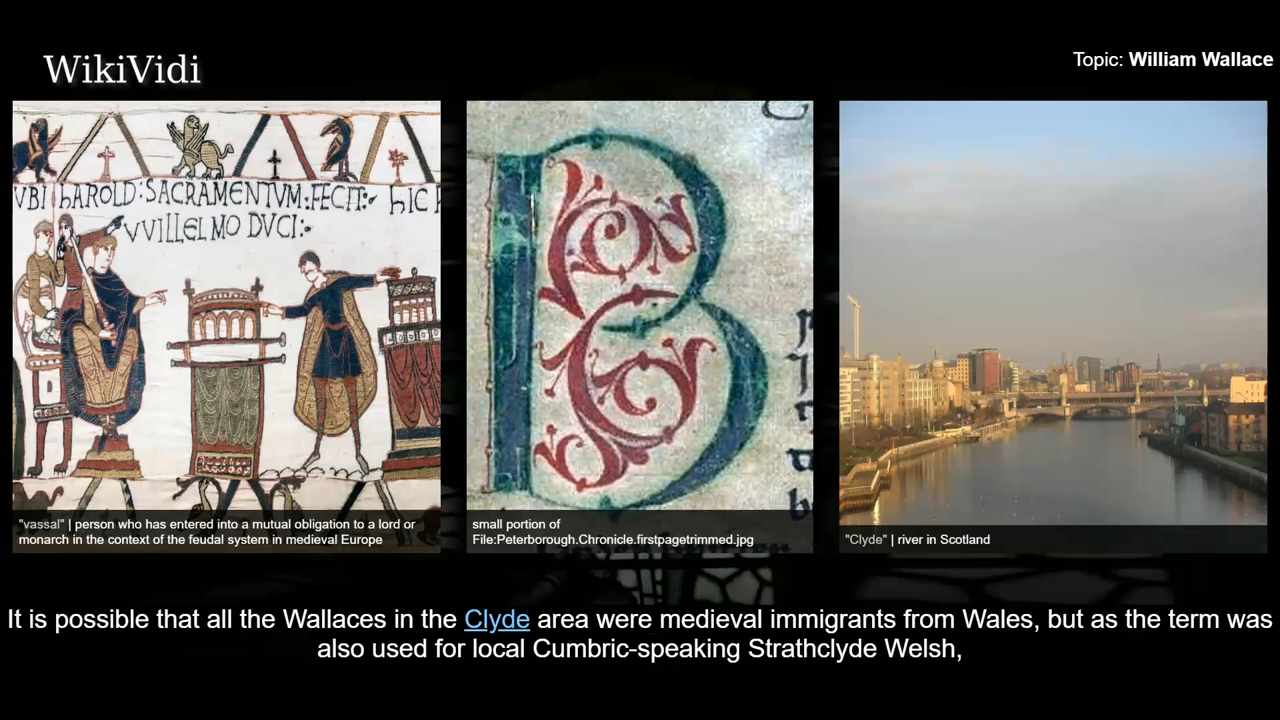 WikiVidi
Topic: William Wallace
VBI hAROLD:SACRAMENTVM:FECIT:
hIC
VVILLELMO DVCI:
B
"vassal" | person who has entered into a mutual obligation to a lord or
monarch in the context of the feudal system in medieval Europe
small portion of
File:Peterborough.Chronicle.firstpagetrimmed.jpg
"Clyde" | river in Scotland
It is possible that all the Wallaces in the Clyde area were medieval immigrants from Wales, but as the term was
also used for local Cumbric-speaking Strathclyde Welsh,